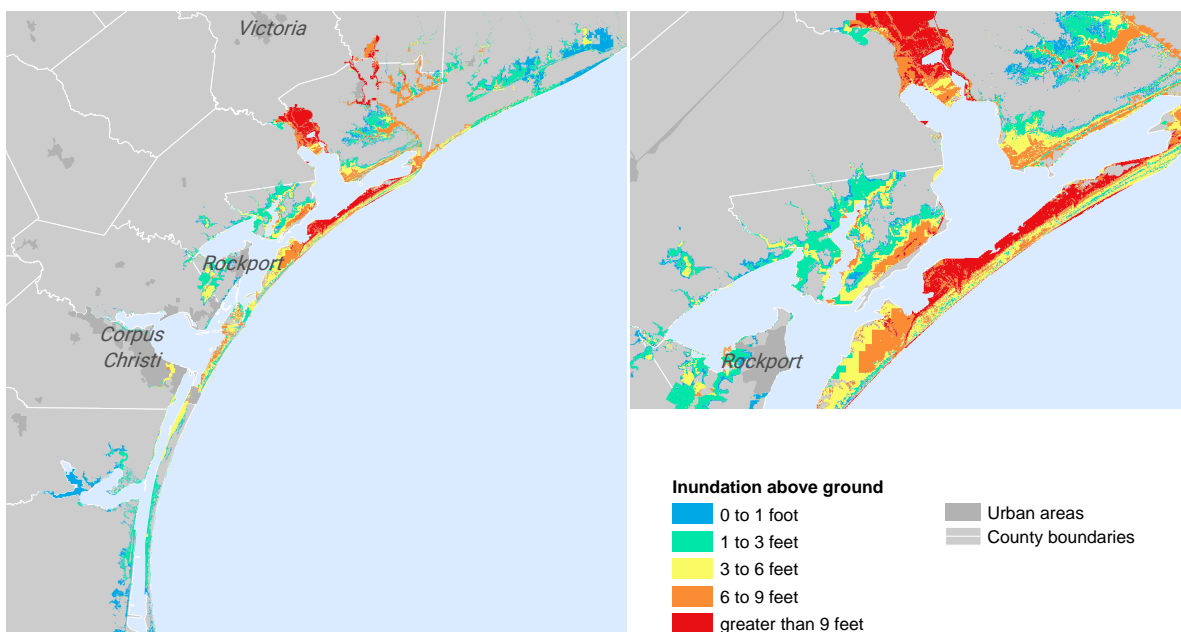 Victoria
Rockport
Corpus
Christi
Rockport
Inundation above ground
0 to 1 foot
1 to 3 feet
3 to 6 feet
6 to 9 feet
greater than 9 feet
Urban areas
County boundaries